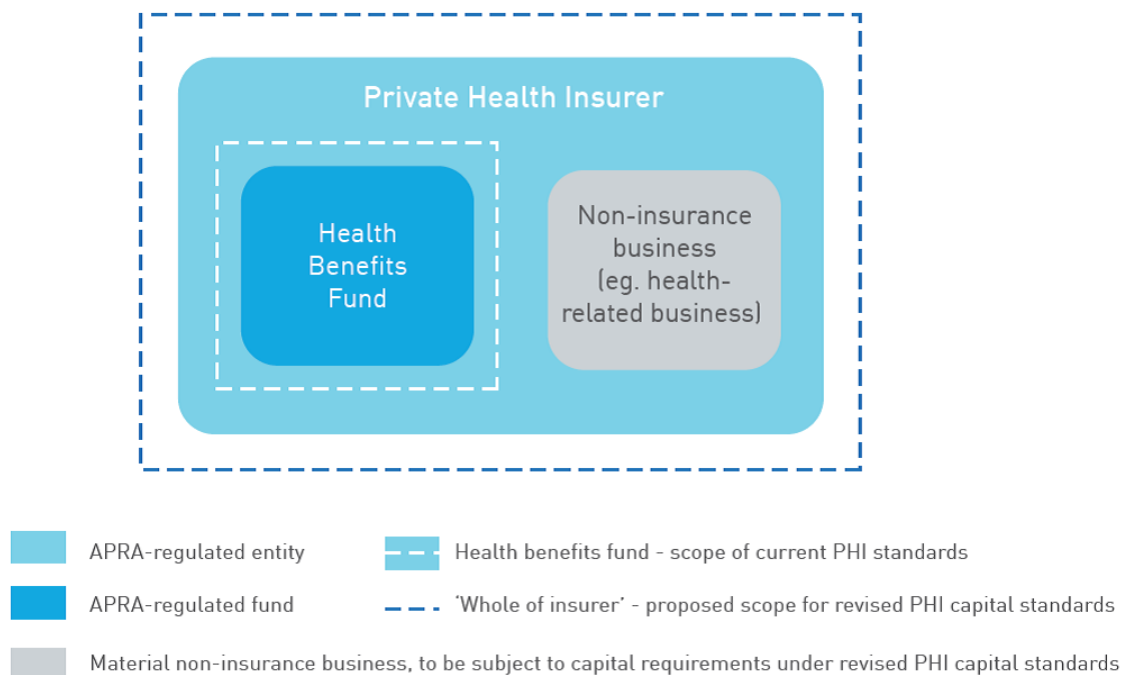 Private Health Insurer
Health
Benefits
Fund
Non-insurance
business
(eg. health-
related business)
APRA-regulated entity
Health benefits fund - scope of current PHI standards
APRA-regulated fund
‘Whole of insurer’ - proposed scope for revised PHI capital standards
Material non-insurance business, to be subject to capital requirements under revised PHI capital standards